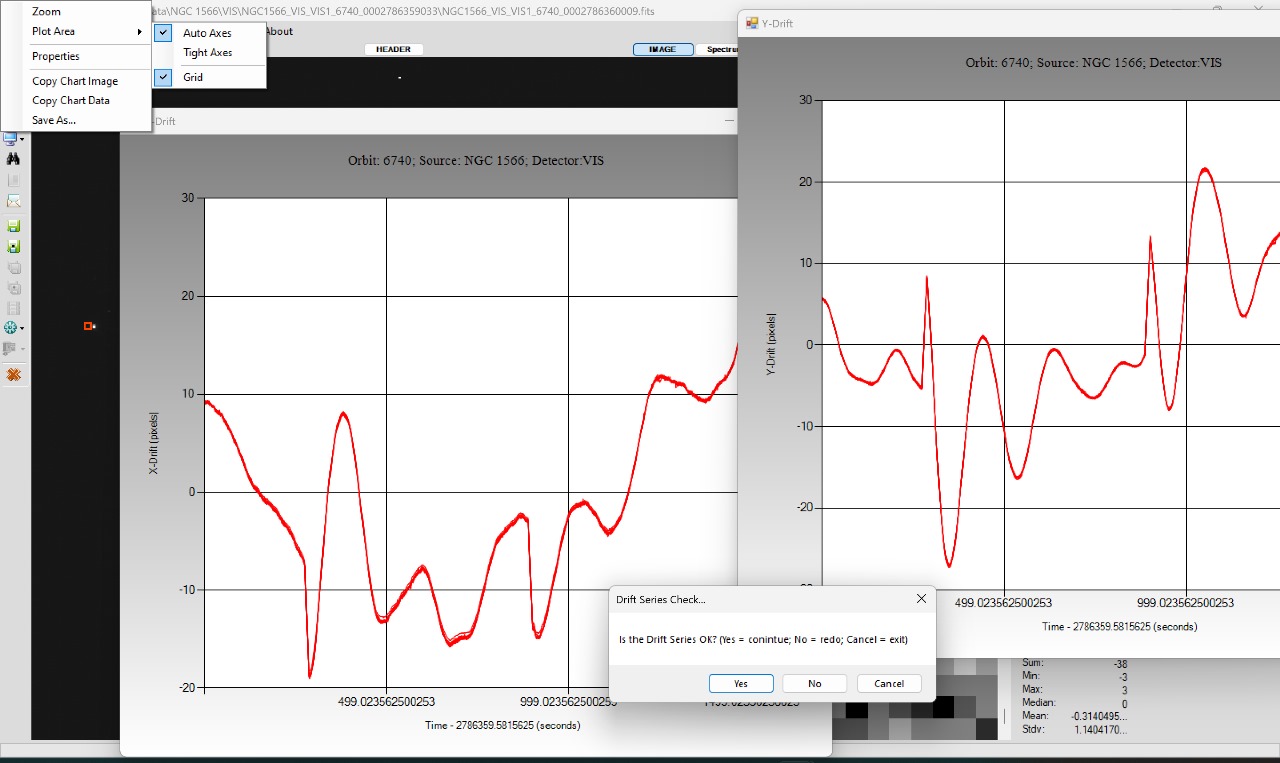 Zoom
Plot Area
Properties
Copy Chart Image
Copy Chart Data
Save As...
Auto Axes
Tight Axes
Grid
\NGC 1566\VIS\NGC1566_VIS_VIS1_6740_0002786359033\NGC1566_VIS_VIS1_6740_0002786360009.fits
About
HEADER
IMAGE
-Drift
Orbit: 6740; Source: NGC 1566; Detector:VIS
30
20
10
0
-10
-20
X-Drift (pixels)
499.023562500253
999.023562500253
Time - 2786359.5815625 (seconds)
Y-Drift
Orbit: 6740; Source: NGC 1566; Detector:VIS
30
20
10
0
-10
-20
Y-Drift (pixels)
499.023562500253
999.023562500253
Time - 2786359.5815625 (seconds)
Drift Series Check...
Is the Drift Series OK? (Yes = conintue; No = redo; Cancel = exit)
Yes
No
Cancel
Sum: -38
Min: -3
Max: 3
Median: 0
Mean: -0.3140495...
Stdv: 1.1404170...